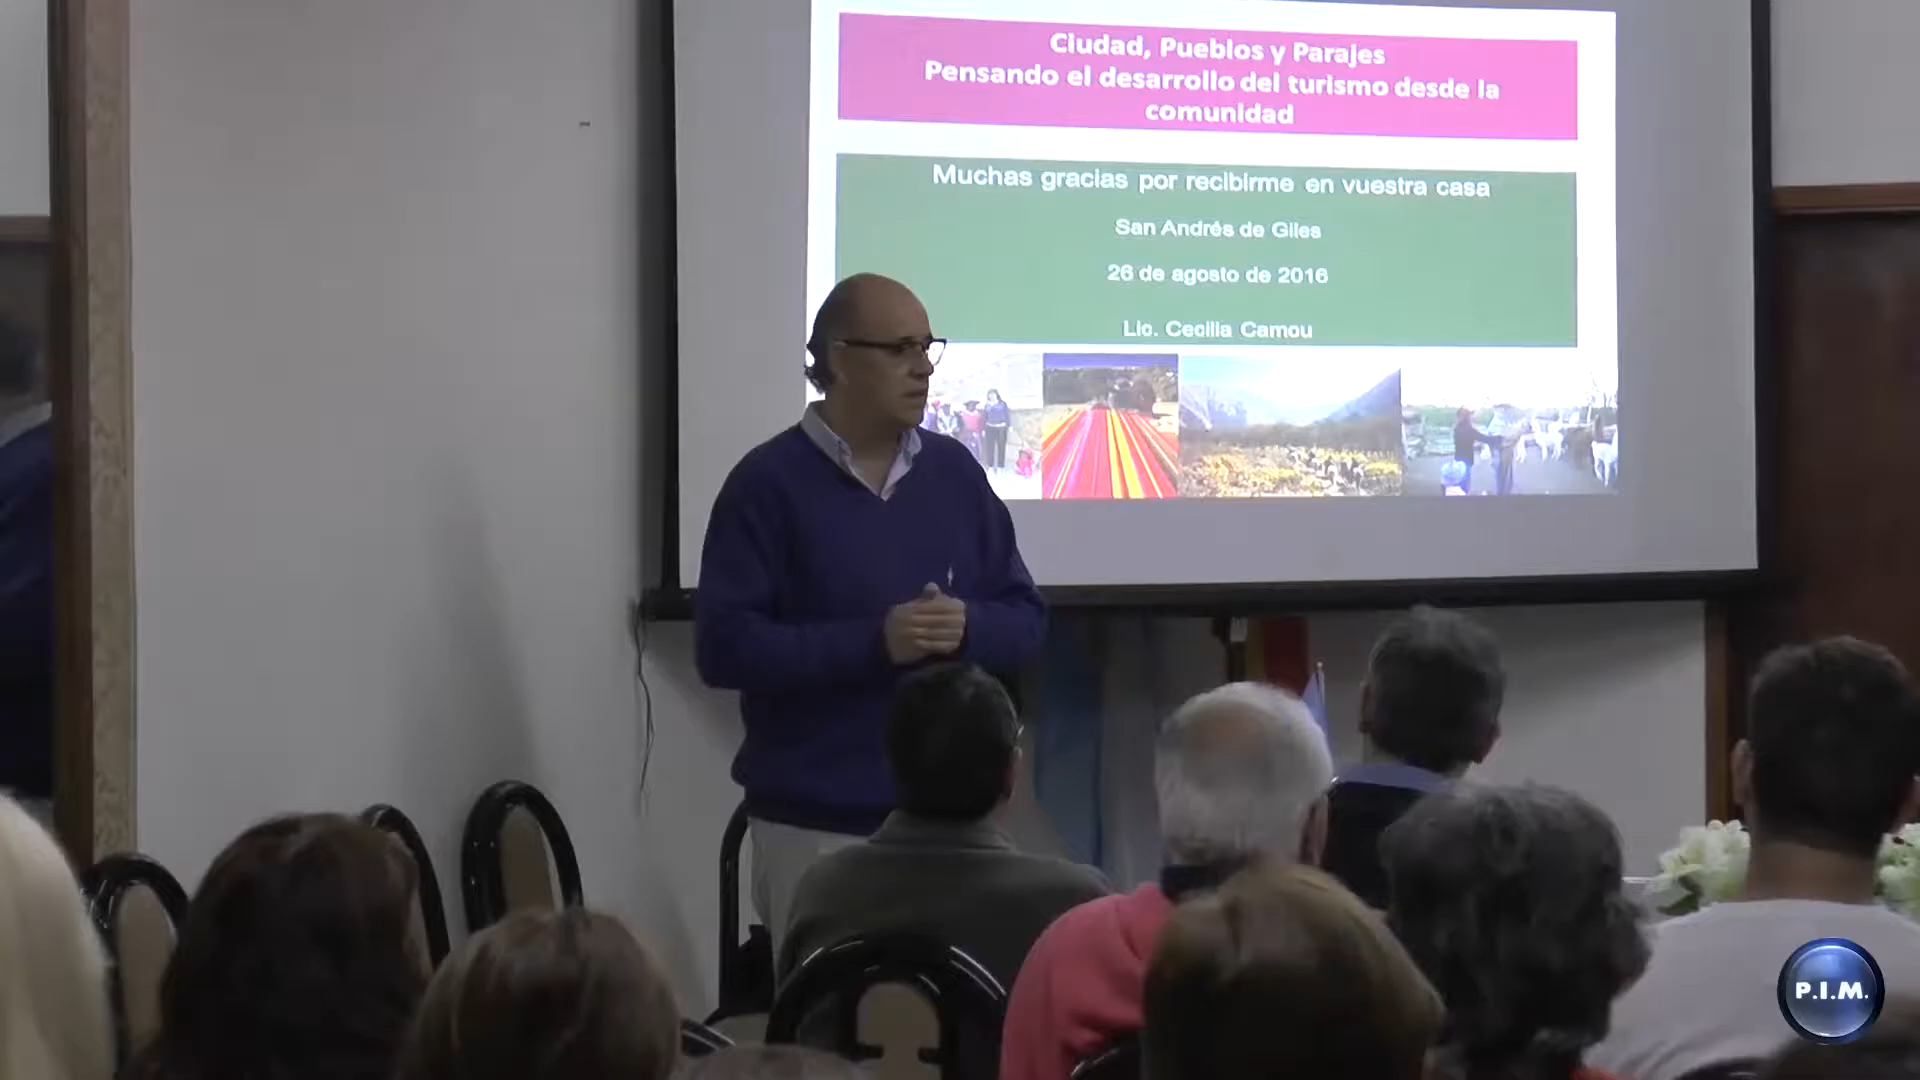 Ciudad, Pueblos y Parajes
Pensando el desarrollo del turismo desde la
comunidad
Muchas gracias por recibirme en vuestra casa
San Andrés de Giles
26 de agosto de 2016
Lic. Cecilia Camou
P.I.M.